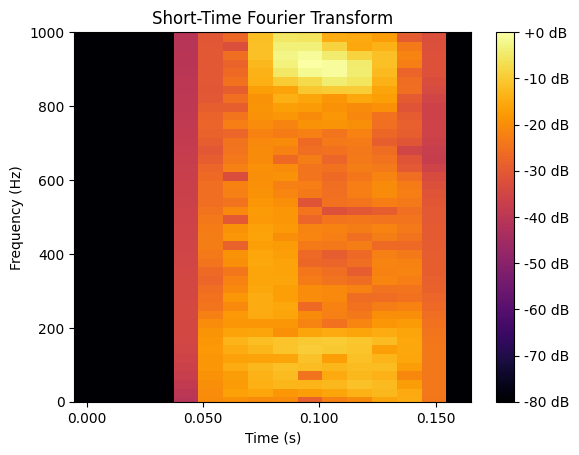 Short-Time Fourier Transform
Frequency (Hz)
1000
800
600
400
200
0
0.000
0.050
0.100
0.150
Time (s)
+0 dB
-10 dB
-20 dB
-30 dB
-40 dB
-50 dB
-60 dB
-70 dB
-80 dB